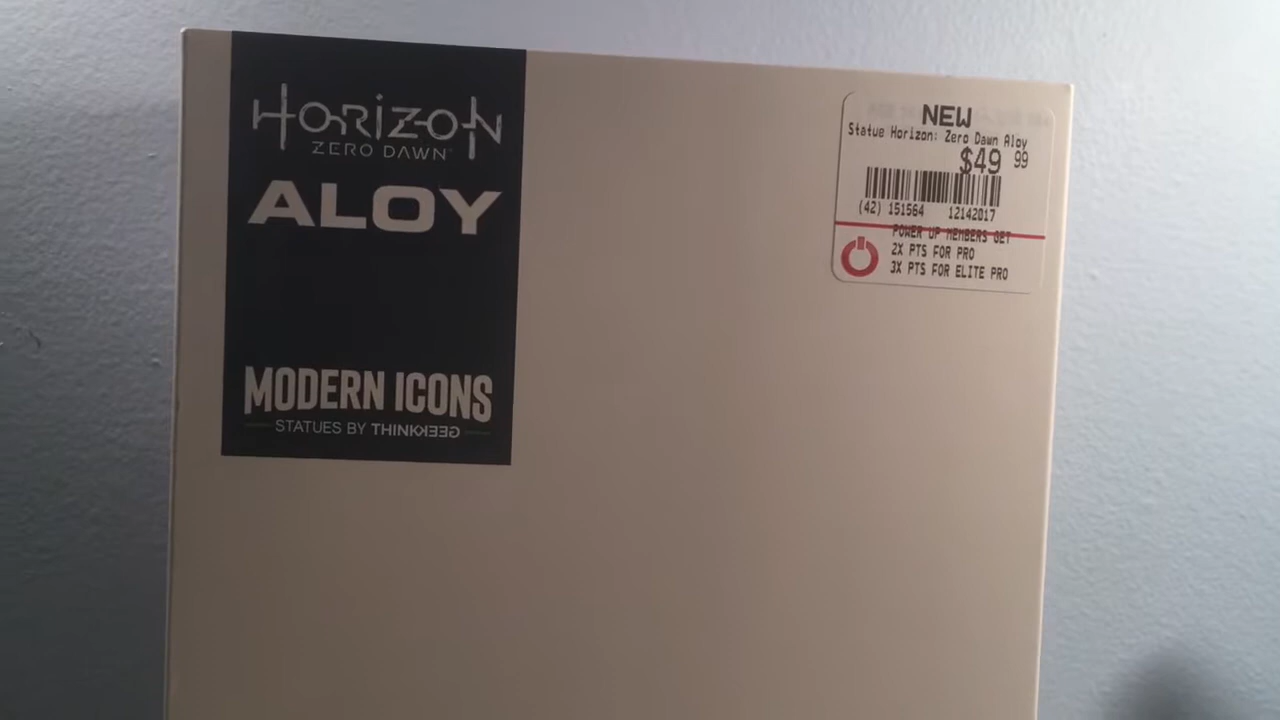 HORIZON
ZERO DAWN™
ALOY
MODERN ICONS
STATUES BY THINKGEEK
NEW
Statue Horizon: Zero Dawn Aloy
$49 99
(42) 151564 12142017
POWER UP MEMBERS GET
2X PTS FOR PRO
3X PTS FOR ELITE PRO